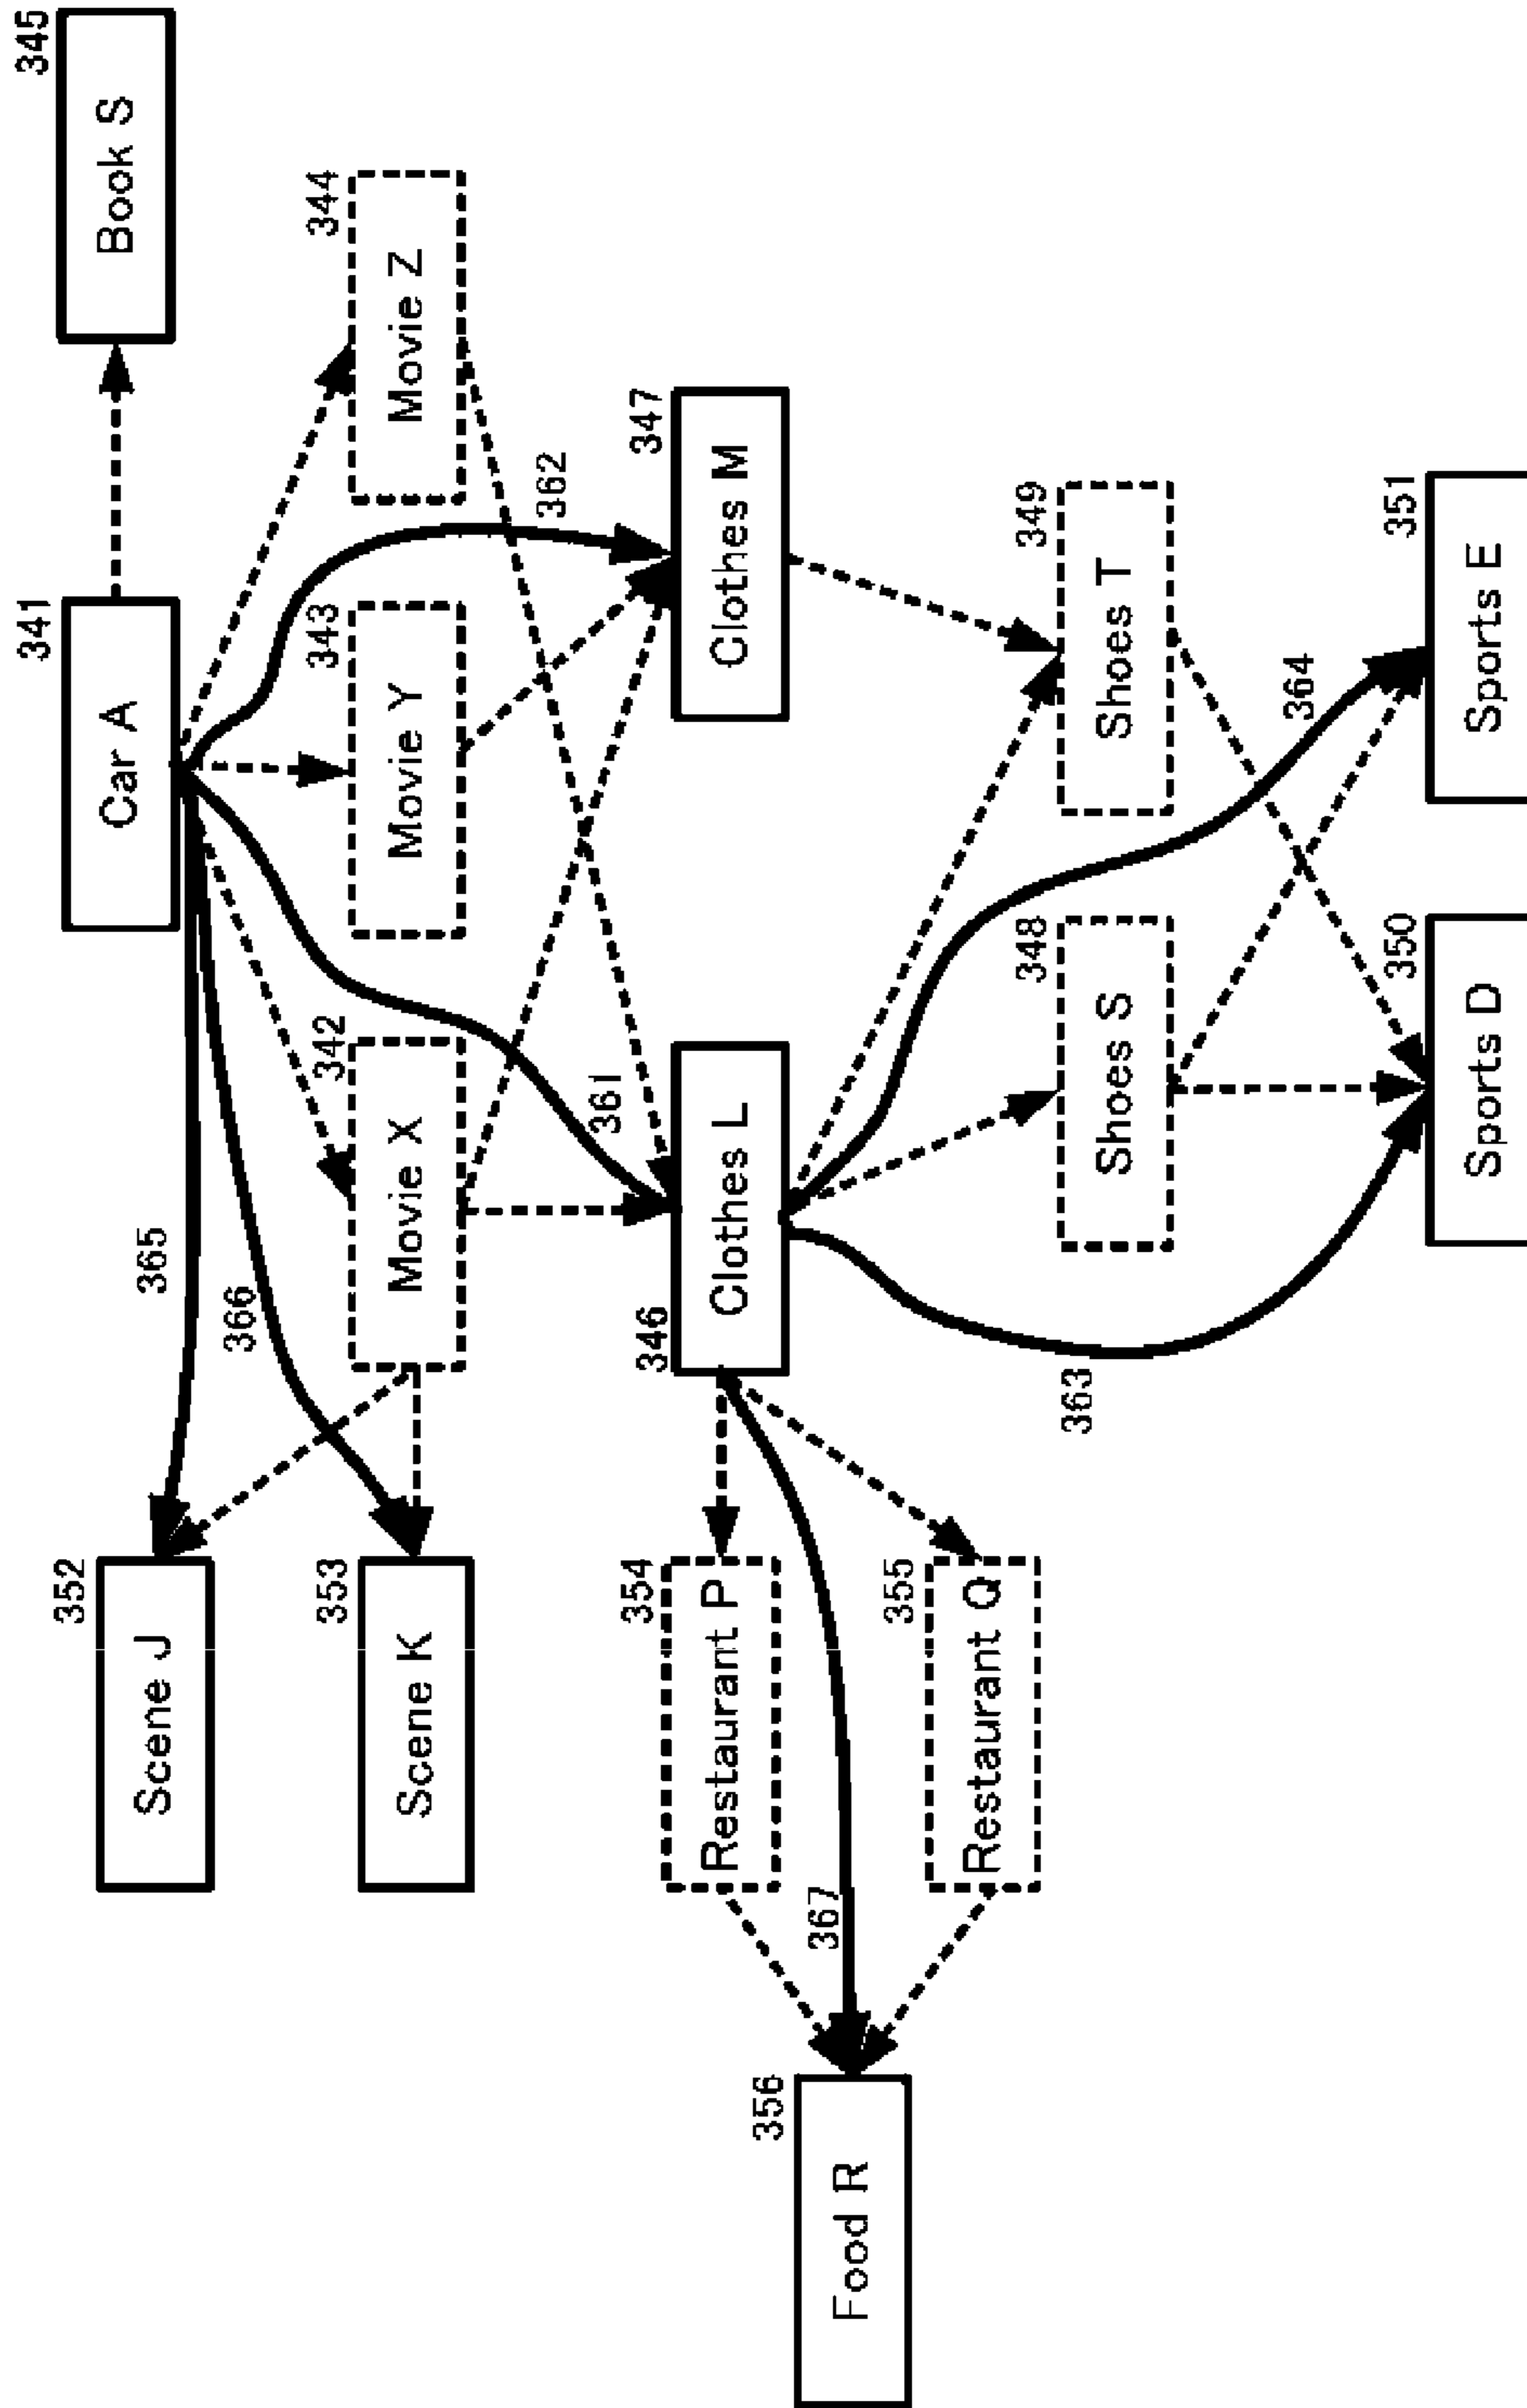 341
Car A
345
Book S
342
Movie X
343
Movie Y
344
Movie Z
352
Scene J
365
366
353
Scene K
362
361
346
Clothes L
347
Clothes M
354
Restaurant P
355
Restaurant Q
367
356
Food R
348
Shoes S
349
Shoes T
363
364
350
Sports D
351
Sports E